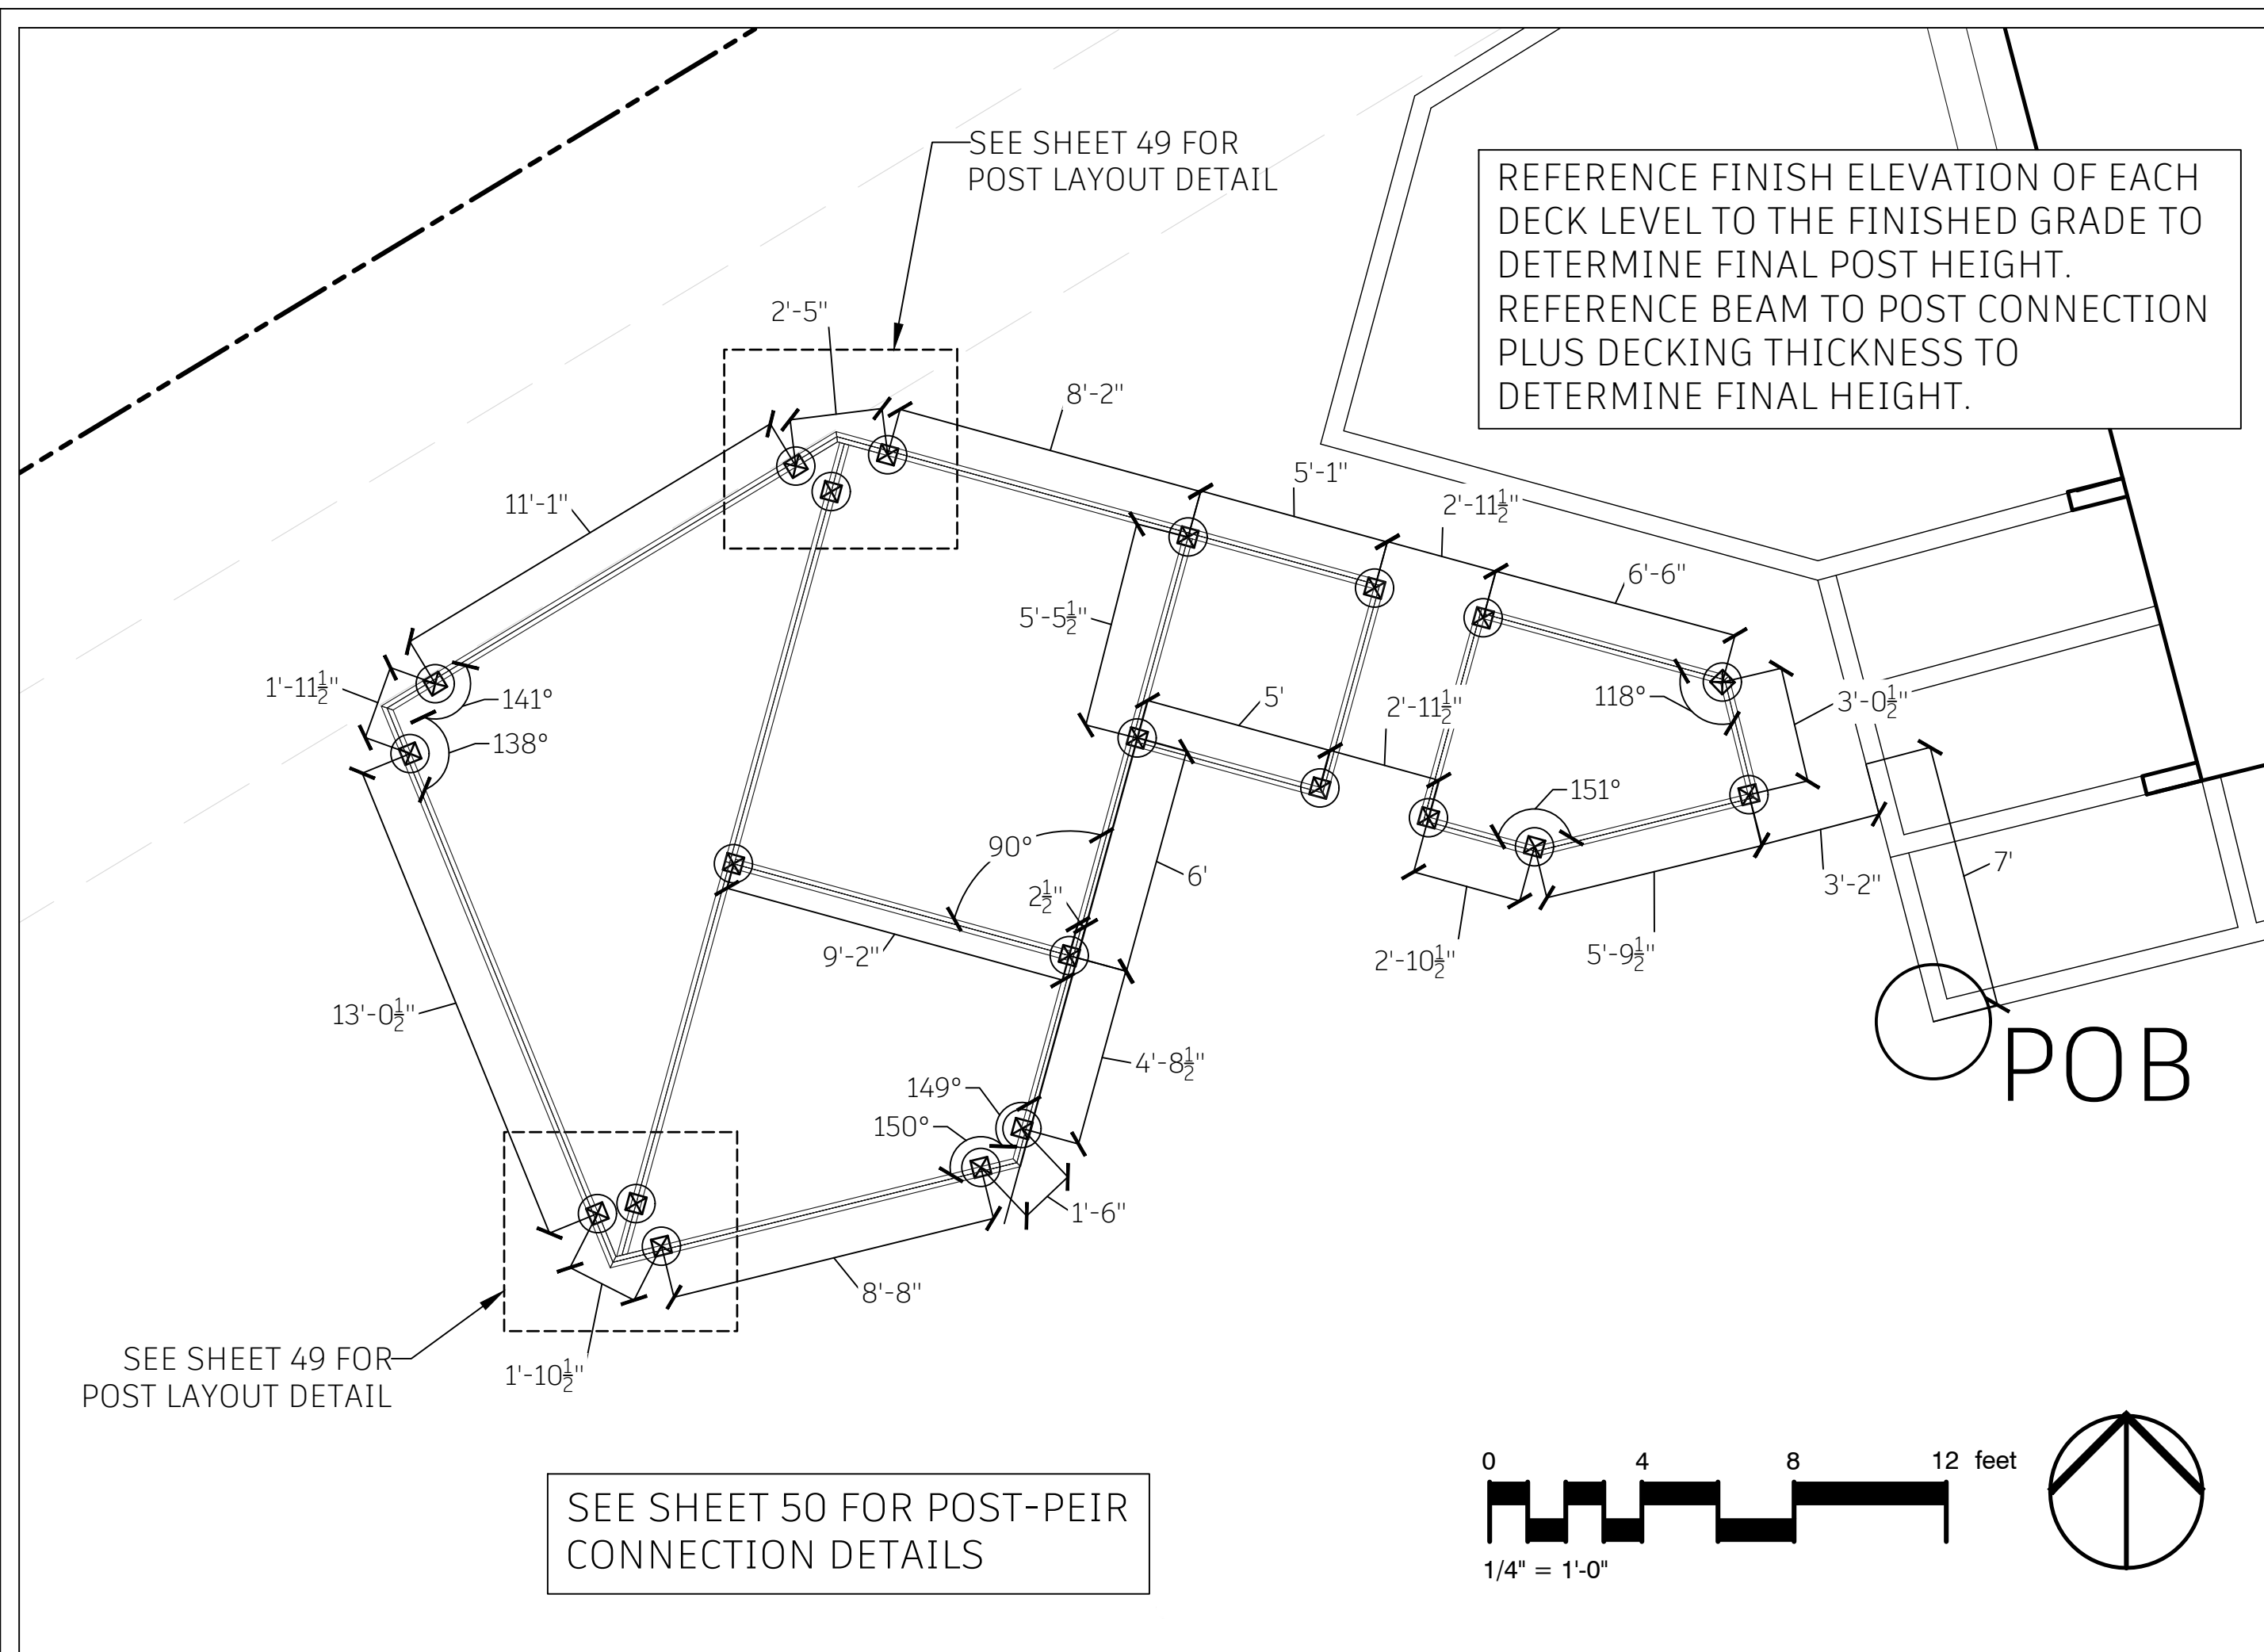 SEE SHEET 49 FOR
POST LAYOUT DETAIL
REFERENCE FINISH ELEVATION OF EACH
DECK LEVEL TO THE FINISHED GRADE TO
DETERMINE FINAL POST HEIGHT.
REFERENCE BEAM TO POST CONNECTION
PLUS DECKING THICKNESS TO
DETERMINE FINAL HEIGHT.
2'-5"
8'-2"
5'-1"
2'-11½"
11'-1"
6'-6"
5'-5½"
1'-11½"
141°
138°
5'
2'-11½"
118°
3'-0½"
151°
90°
2½"
6'
7'
3'-2"
9'-2"
2'-10½"
5'-9½"
13'-0½"
4'-8½"
POB
149°
150°
1'-6"
8'-8"
SEE SHEET 49 FOR
POST LAYOUT DETAIL
1'-10½"
SEE SHEET 50 FOR POST-PEIR
CONNECTION DETAILS
0 4 8 12 feet
1/4" = 1'-0"